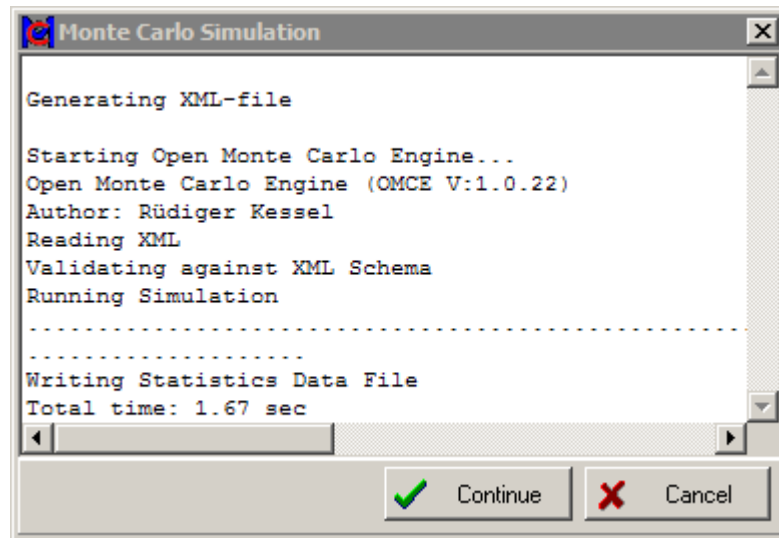 Monte Carlo Simulation
Generating XML-file
Starting Open Monte Carlo Engine...
Open Monte Carlo Engine (OMCE V:1.0.22)
Author: Rüdiger Kessel
Reading XML
Validating against XML Schema
Running Simulation
....................................................
....................
Writing Statistics Data File
Total time: 1.67 sec
Continue
Cancel